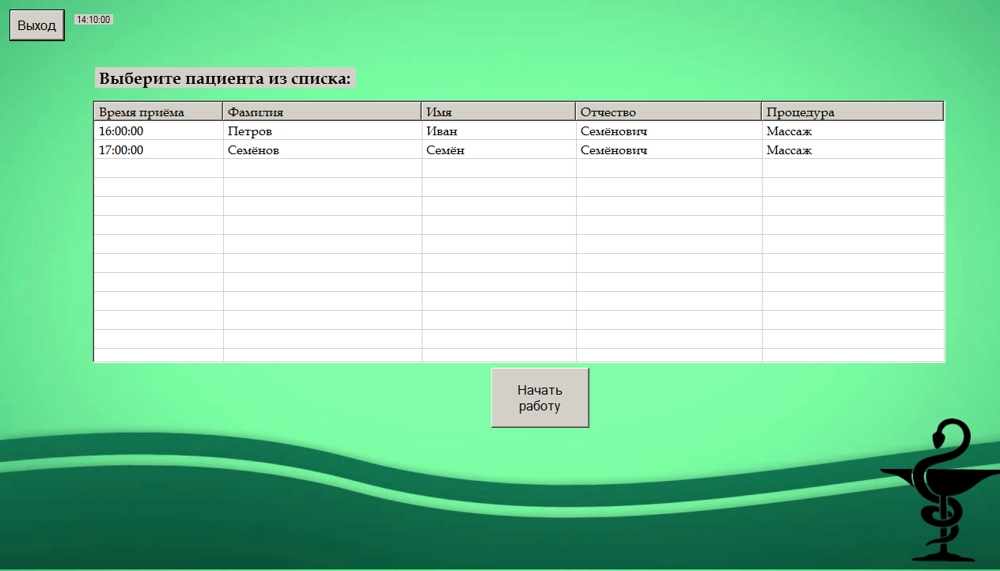 Выход
14:10:00
Выберите пациента из списка:
Время приёма Фамилия Имя Отчество Процедура
16:00:00 Петров Иван Семёнович Массаж
17:00:00 Семёнов Семён Семёнович Массаж
Начать
работу